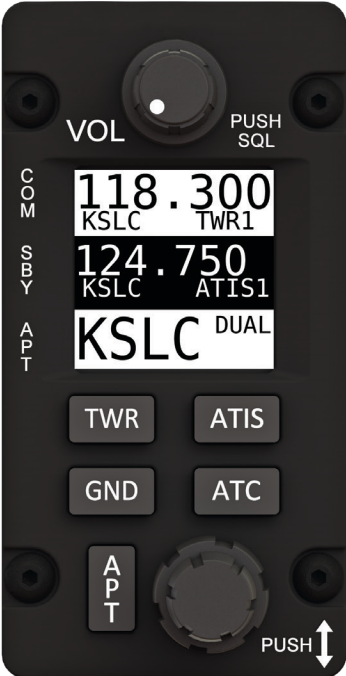 VOL
PUSH
SQL
COM
118.300
KSLC TWR1
SBY
124.750
KSLC ATIS1
APT
KSLC DUAL
TWR ATIS
GND ATC
APT
PUSH